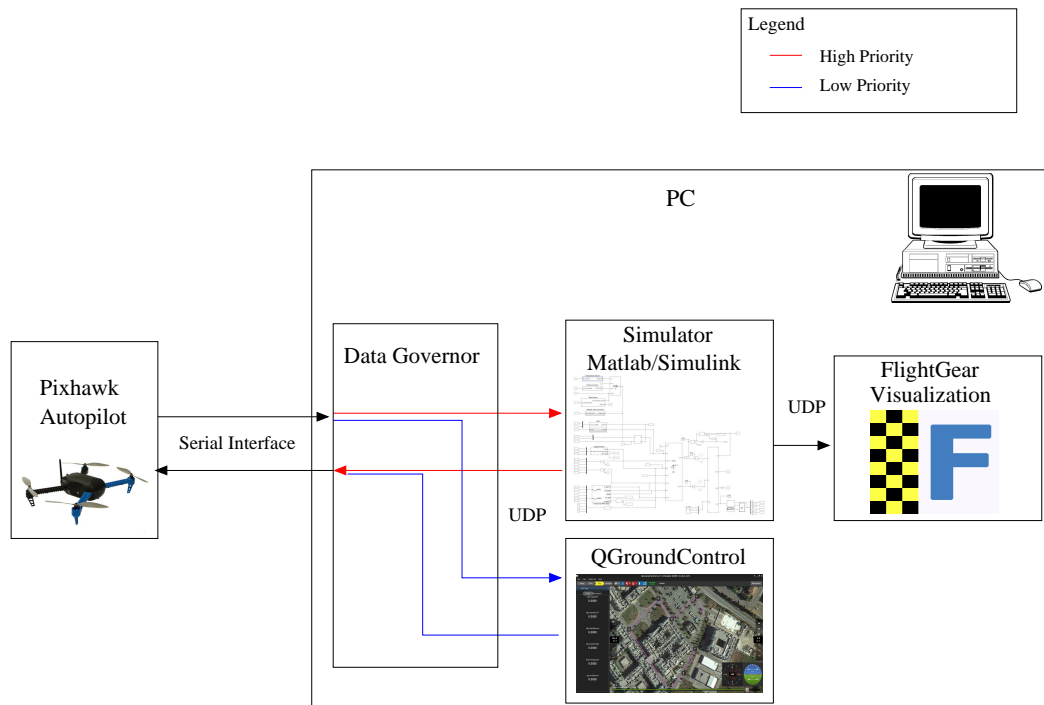 Legend
High Priority
Low Priority
PC
Pixhawk
Autopilot
Serial Interface
Data Governor
UDP
Simulator
Matlab/Simulink
UDP
FlightGear
Visualization
F
QGroundControl